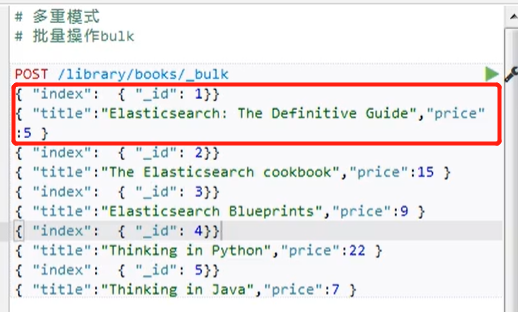 # 多重模式
# 批量操作bulk
POST /library/books/_bulk
{ "index":  { "_id": 1}}
{ "title":"Elasticsearch: The Definitive Guide","price"
:5 }
{ "index":  { "_id": 2}}
{ "title":"The Elasticsearch cookbook","price":15 }
{ "index":  { "_id": 3}}
{ "title":"Elasticsearch Blueprints","price":9 }
{ "index":  { "_id": 4}}
{ "title":"Thinking in Python","price":22 }
{ "index":  { "_id": 5}}
{ "title":"Thinking in Java","price":7 }